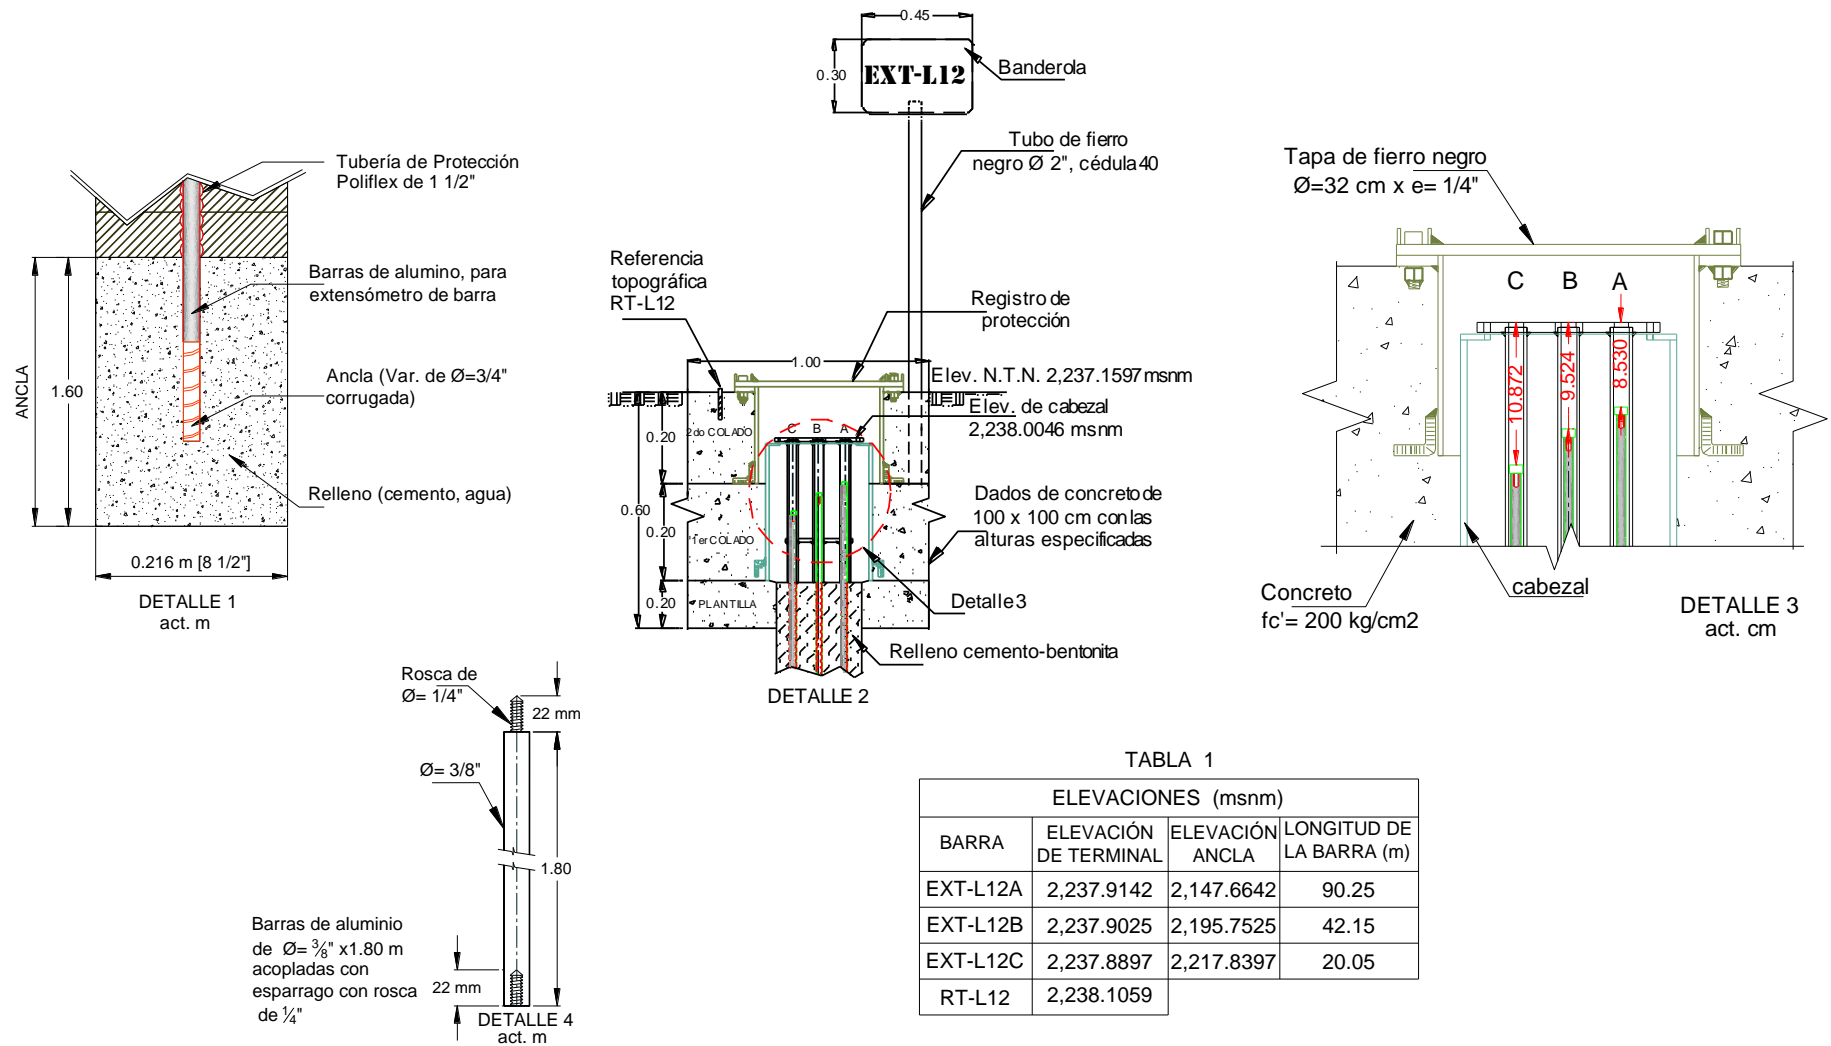 0.45
0.30
EXT-L12
Banderola
Tubo de fierro
negro Ø 2", cédula 40
Tubería de Protección
Poliflex de 1 1/2"
Barras de alumino, para
extensómetro de barra
Ancla (Var. de Ø=3/4"
corrugada)
Relleno (cemento, agua)
ANCLA
1.60
0.216 m [8 1/2"]
DETALLE 1
act. m
Referencia
topográfica
RT-L12
Registro de
protección
1.00
Elev. N.T.N. 2,237.1597 msnm
Elev. de cabezal
2,238.0046 msnm
0.20
2do COLADO
C B A
0.60
0.20
1er COLADO
0.20
PLANTILLA
Dados de concreto de
100 x 100 cm con las
alturas especificadas
Detalle 3
Relleno cemento-bentonita
DETALLE 2
Tapa de fierro negro
Ø=32 cm x e= 1/4"
C B A
10.872
9.524
8.530
Concreto
fc'= 200 kg/cm2
cabezal
DETALLE 3
act. cm
Rosca de
Ø= 1/4"
22 mm
Ø= 3/8"
1.80
Barras de aluminio
de Ø= ⅜" x1.80 m
acopladas con
esparrago con rosca
de ¼"
22 mm
DETALLE 4
act. m
TABLA 1
ELEVACIONES (msnm)
BARRA ELEVACIÓN DE TERMINAL ELEVACIÓN ANCLA LONGITUD DE LA BARRA (m)
EXT-L12A 2,237.9142 2,147.6642 90.25
EXT-L12B 2,237.9025 2,195.7525 42.15
EXT-L12C 2,237.8897 2,217.8397 20.05
RT-L12 2,238.1059